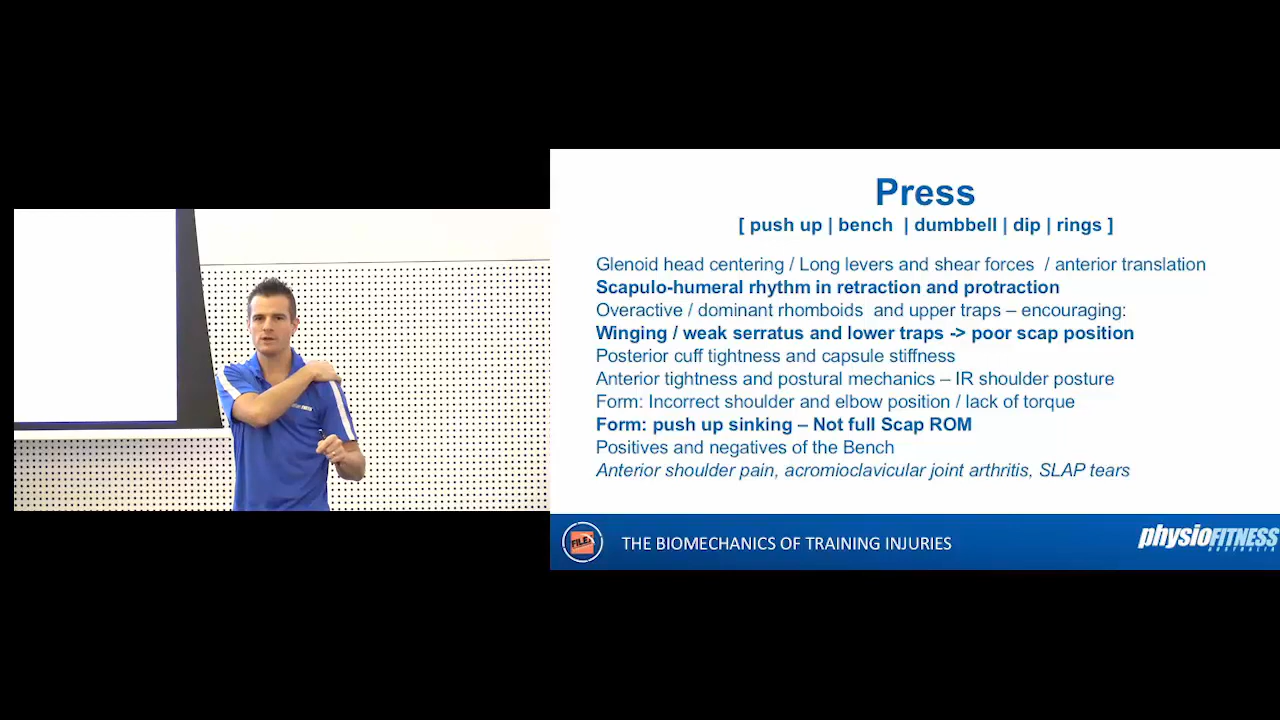 Press
[ push up | bench | dumbbell | dip | rings ]
Glenoid head centering / Long levers and shear forces / anterior translation
Scapulo-humeral rhythm in retraction and protraction
Overactive / dominant rhomboids and upper traps – encouraging:
Winging / weak serratus and lower traps -> poor scap position
Posterior cuff tightness and capsule stiffness
Anterior tightness and postural mechanics – IR shoulder posture
Form: Incorrect shoulder and elbow position / lack of torque
Form: push up sinking – Not full Scap ROM
Positives and negatives of the Bench
Anterior shoulder pain, acromioclavicular joint arthritis, SLAP tears
FILEX
THE BIOMECHANICS OF TRAINING INJURIES
physioFITNESS
AUSTRALIA